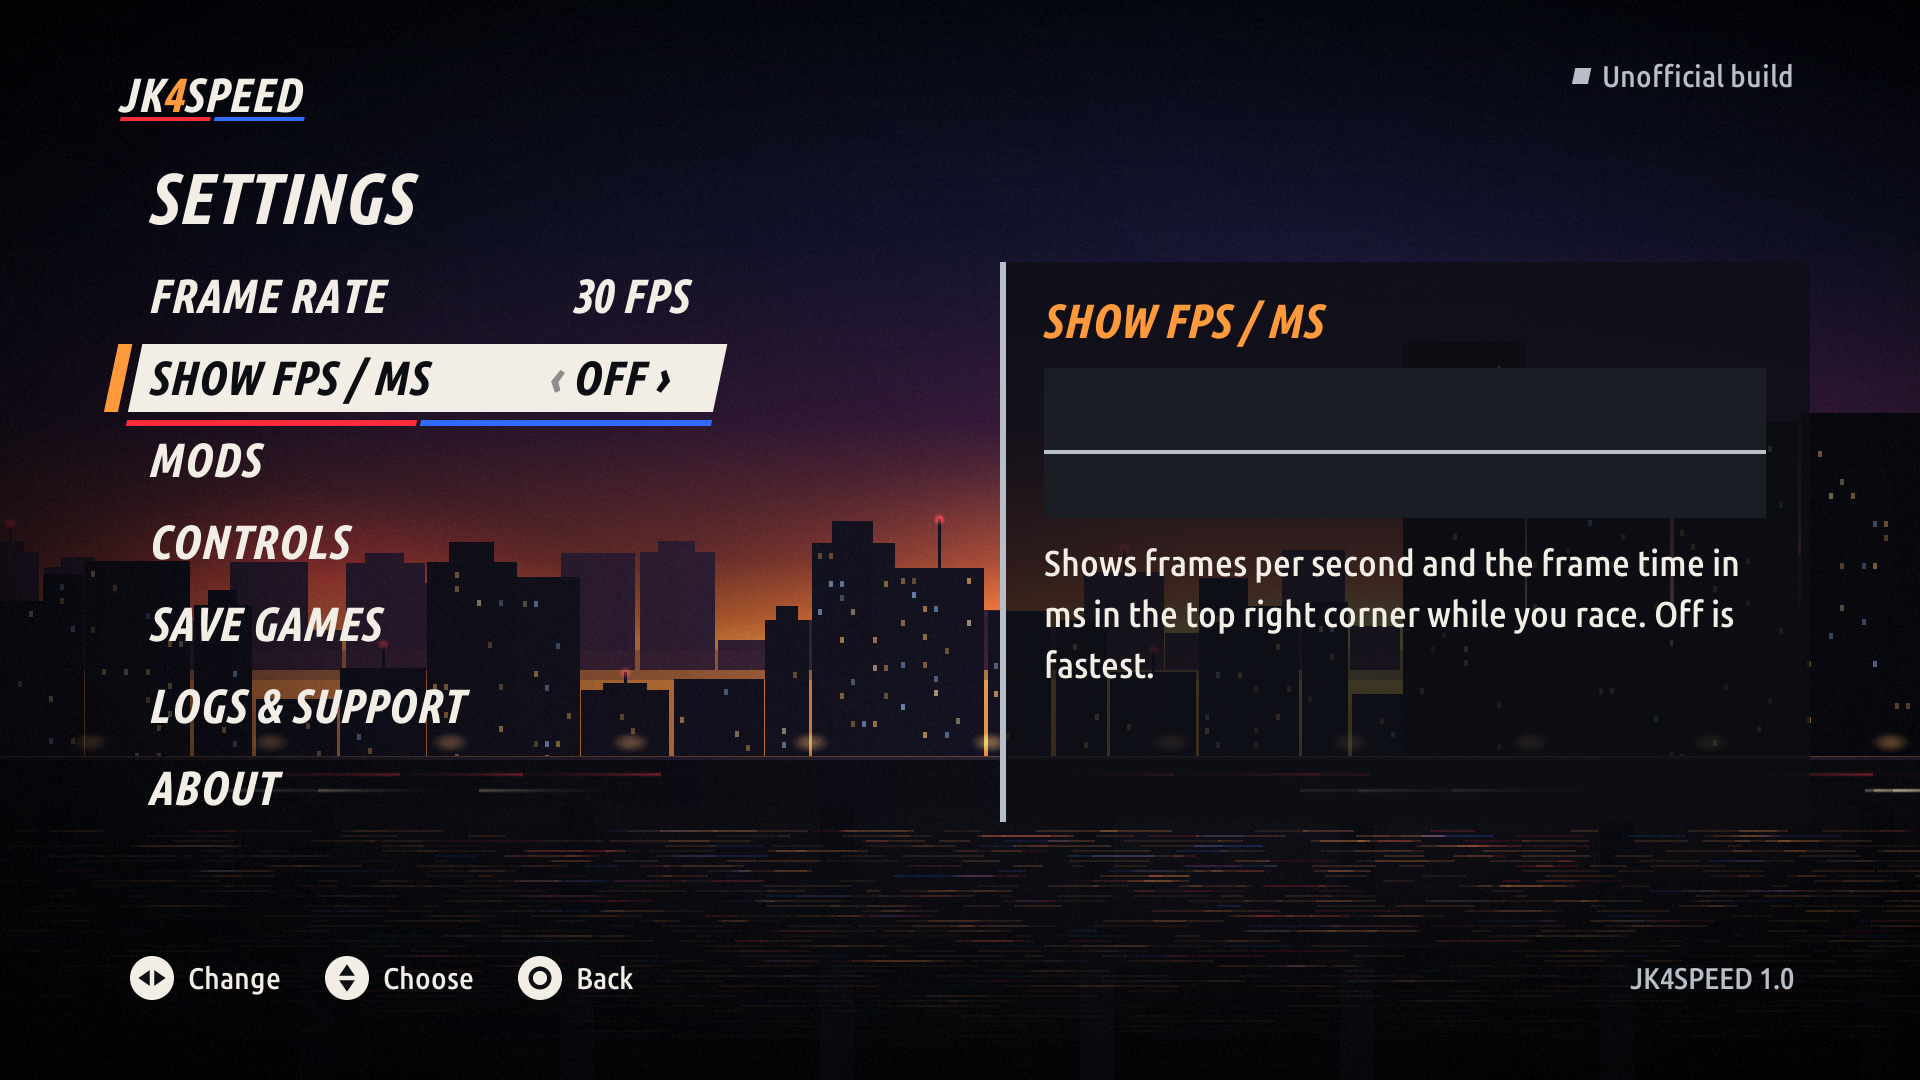 JK4SPEED
Unofficial build
SETTINGS
FRAME RATE 30 FPS
SHOW FPS / MS ‹ OFF ›
MODS
CONTROLS
SAVE GAMES
LOGS & SUPPORT
ABOUT
SHOW FPS / MS
Shows frames per second and the frame time in
ms in the top right corner while you race. Off is
fastest.
Change Choose Back
JK4SPEED 1.0